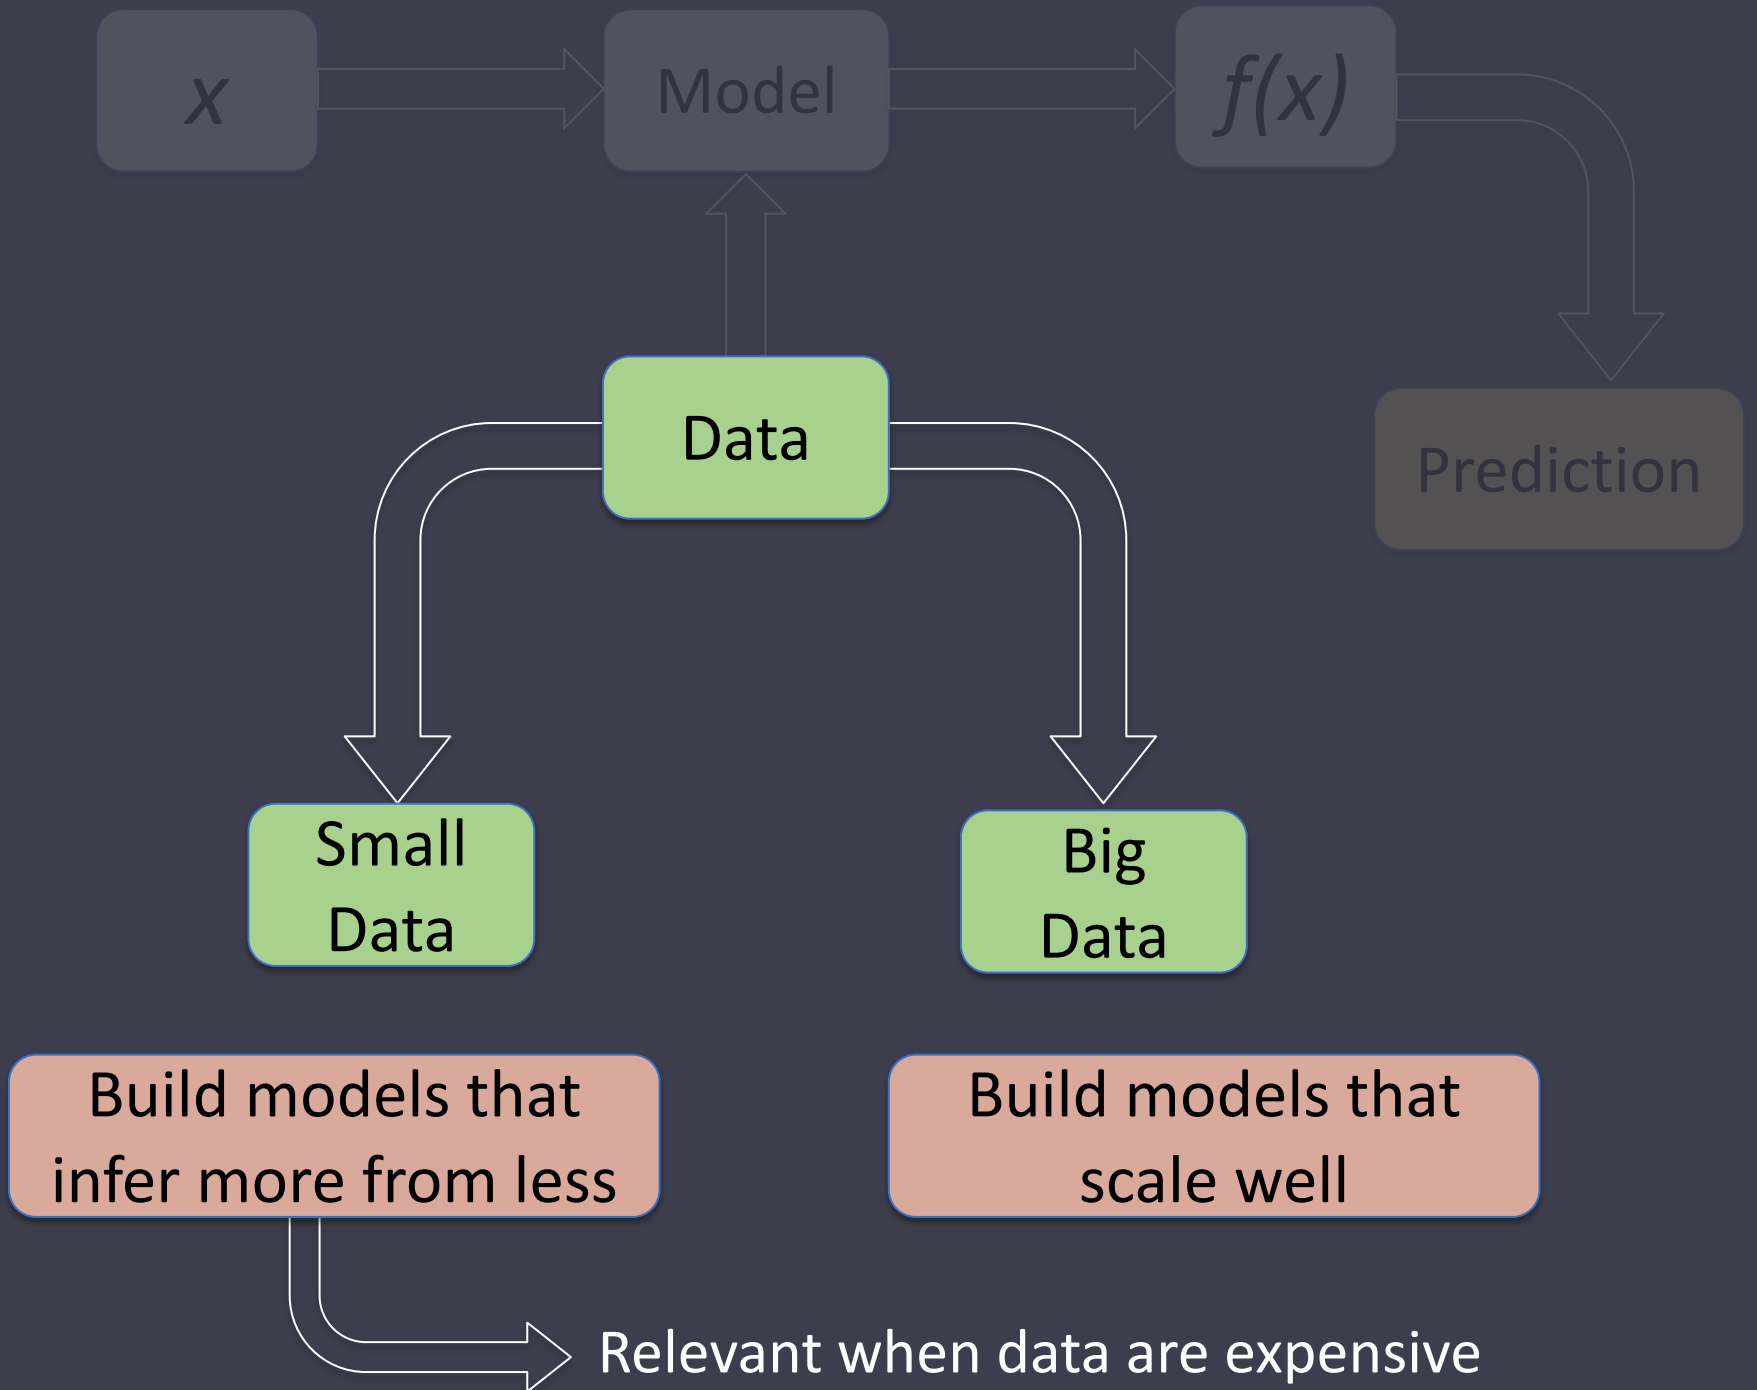 x
Model
f(x)
Data
Prediction
Small
Data
Big
Data
Build models that
infer more from less
Build models that
scale well
Relevant when data are expensive